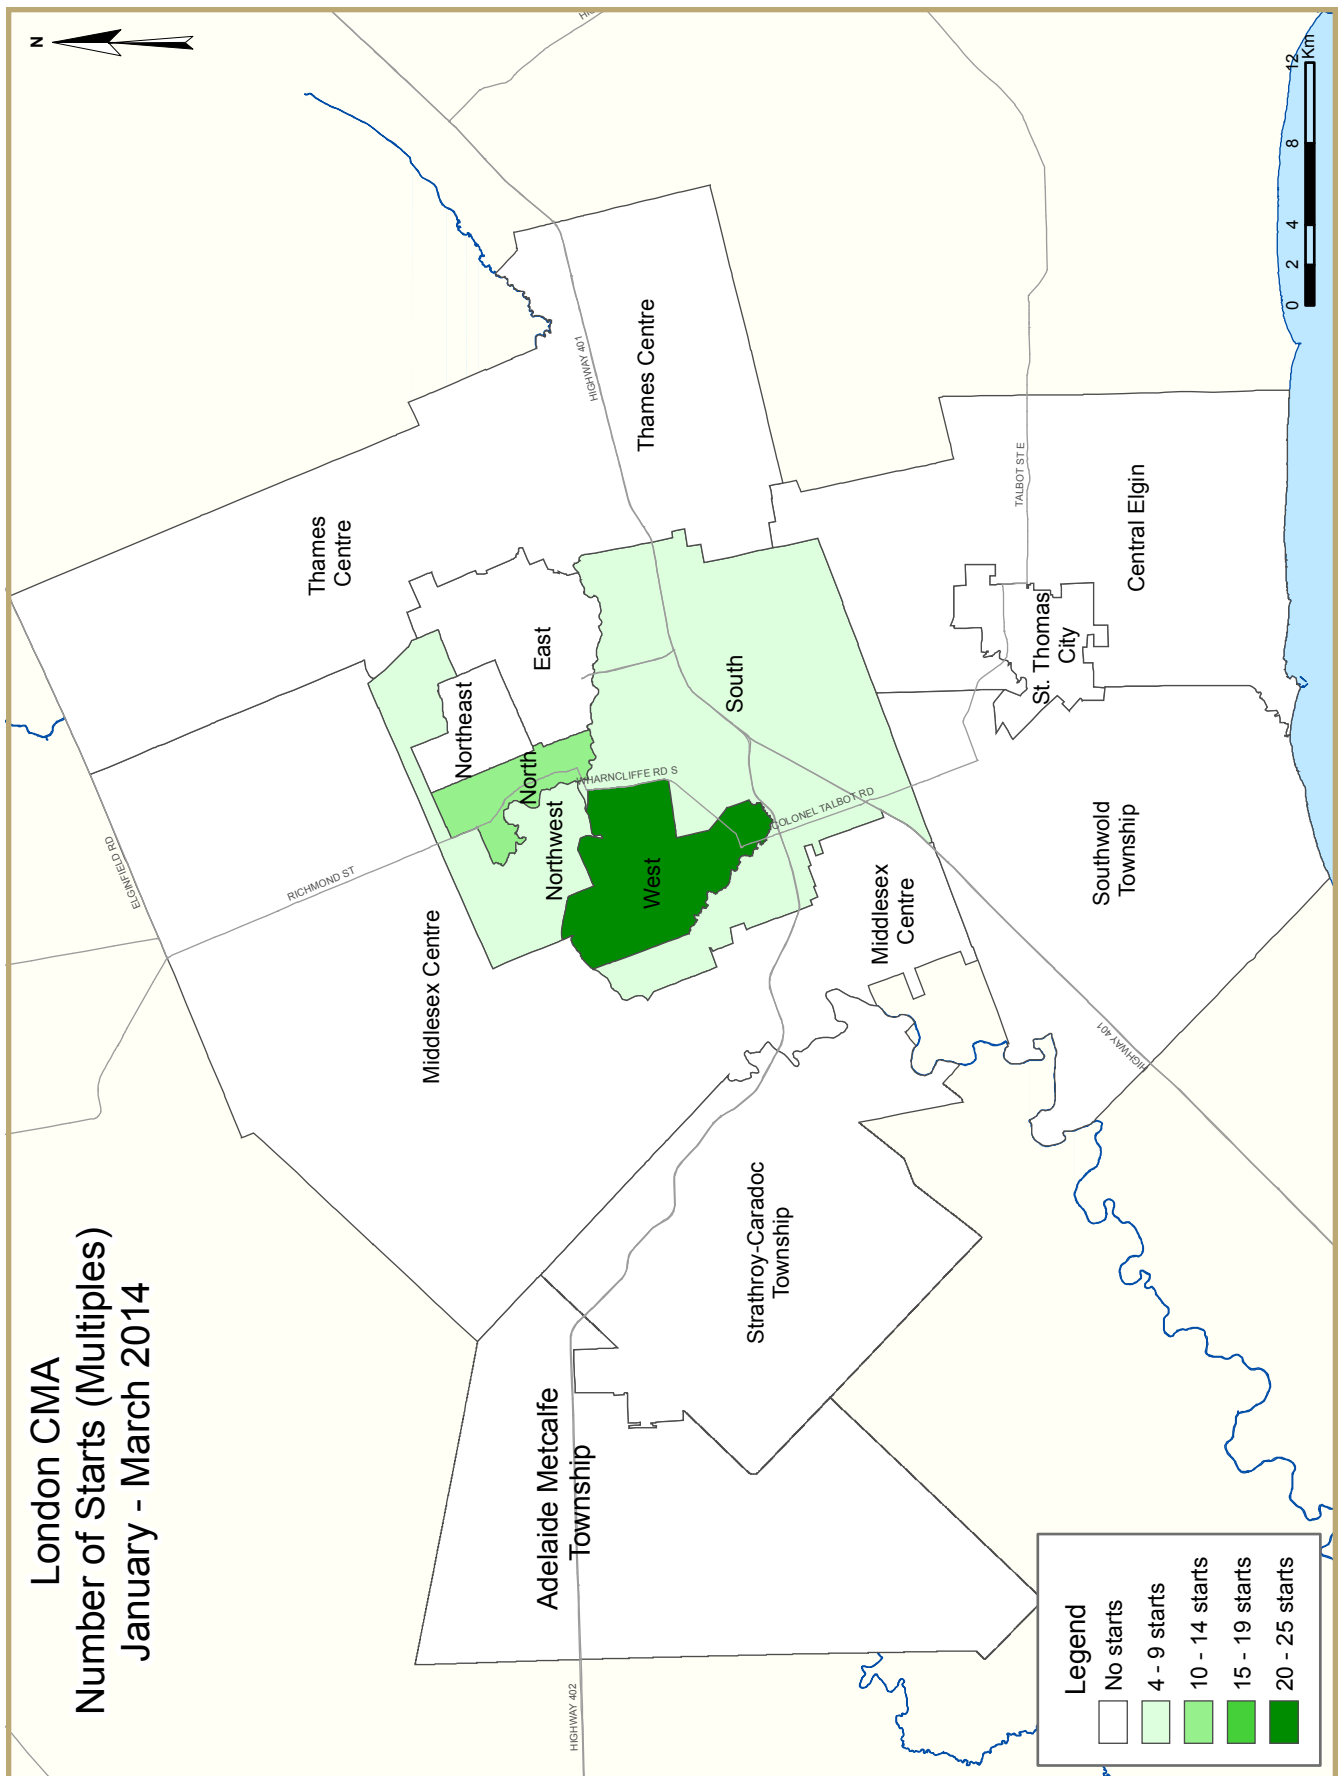 London CMA
Number of Starts (Multiples)
January - March 2014
N
ELGINFIELD RD
RICHMOND ST
HIGHWAY 401
HIGHWAY 402
HIGHWAY 401
WHARNCLIFFE RD S
COLONEL TALBOT RD
TALBOT ST E
Thames
Centre
Thames Centre
Middlesex Centre
Northeast
North
East
Northwest
West
South
Middlesex
Centre
Adelaide Metcalfe
Township
Strathroy-Caradoc
Township
Southwold
Township
St. Thomas
City
Central Elgin
Legend
No starts
4 - 9 starts
10 - 14 starts
15 - 19 starts
20 - 25 starts
0 2 4 8 12
Km